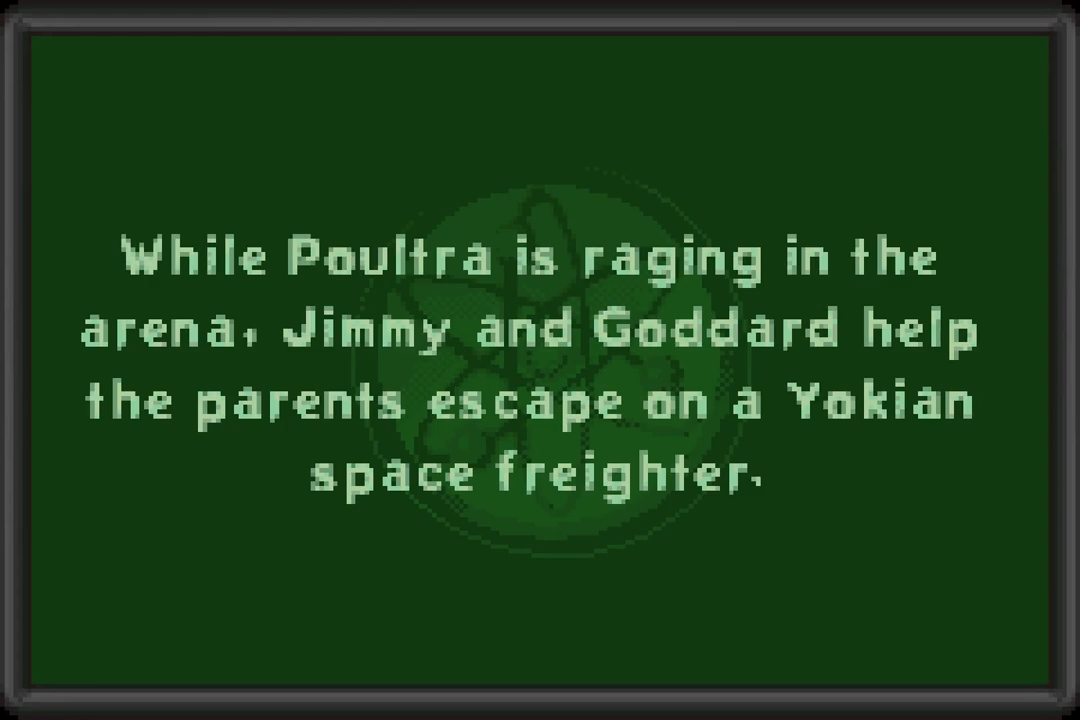 While Poultra is raging in the
arena, Jimmy and Goddard help
the parents escape on a Yokian
space freighter.